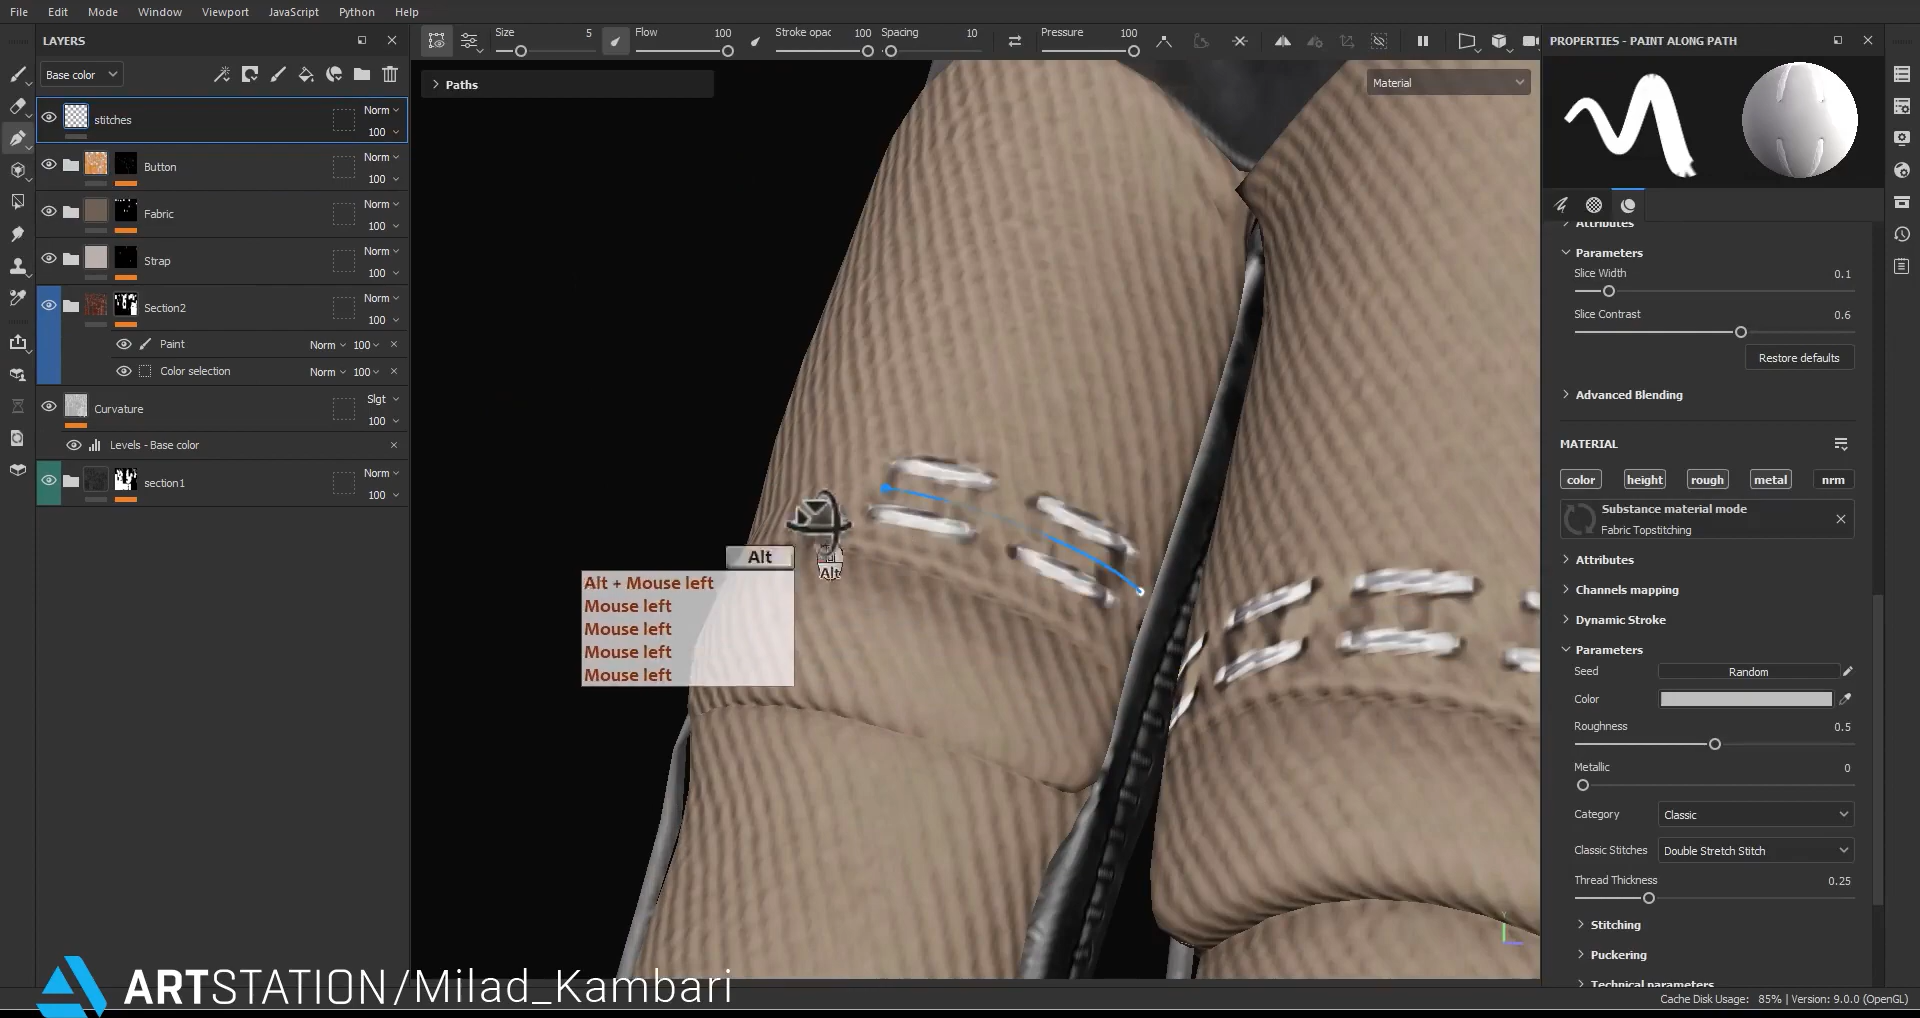 File Edit Mode Window Viewport JavaScript Python Help
LAYERS
Base color
stitches Norm 100
Button Norm 100
Fabric Norm 100
Strap Norm 100
Section2 Norm 100
Paint Norm 100
Color selection Norm 100
Curvature Slgt 100
Levels - Base color
section1 Norm 100
Size 5 Flow 100 Stroke opac 100 Spacing 10 Pressure 100
Paths
Material
Alt
Alt
Alt + Mouse left
Mouse left
Mouse left
Mouse left
Mouse left
PROPERTIES - PAINT ALONG PATH
Attributes
Parameters
Slice Width 0.1
Slice Contrast 0.6
Restore defaults
Advanced Blending
MATERIAL
color height rough metal nrm
Substance material mode
Fabric Topstitching
Attributes
Channels mapping
Dynamic Stroke
Parameters
Seed Random
Color
Roughness 0.5
Metallic 0
Category Classic
Classic Stitches Double Stretch Stitch
Thread Thickness 0.25
Stitching
Puckering
Technical parameters
Y
ARTSTATION/Milad_Kambari
Cache Disk Usage: 85% | Version: 9.0.0 (OpenGL)